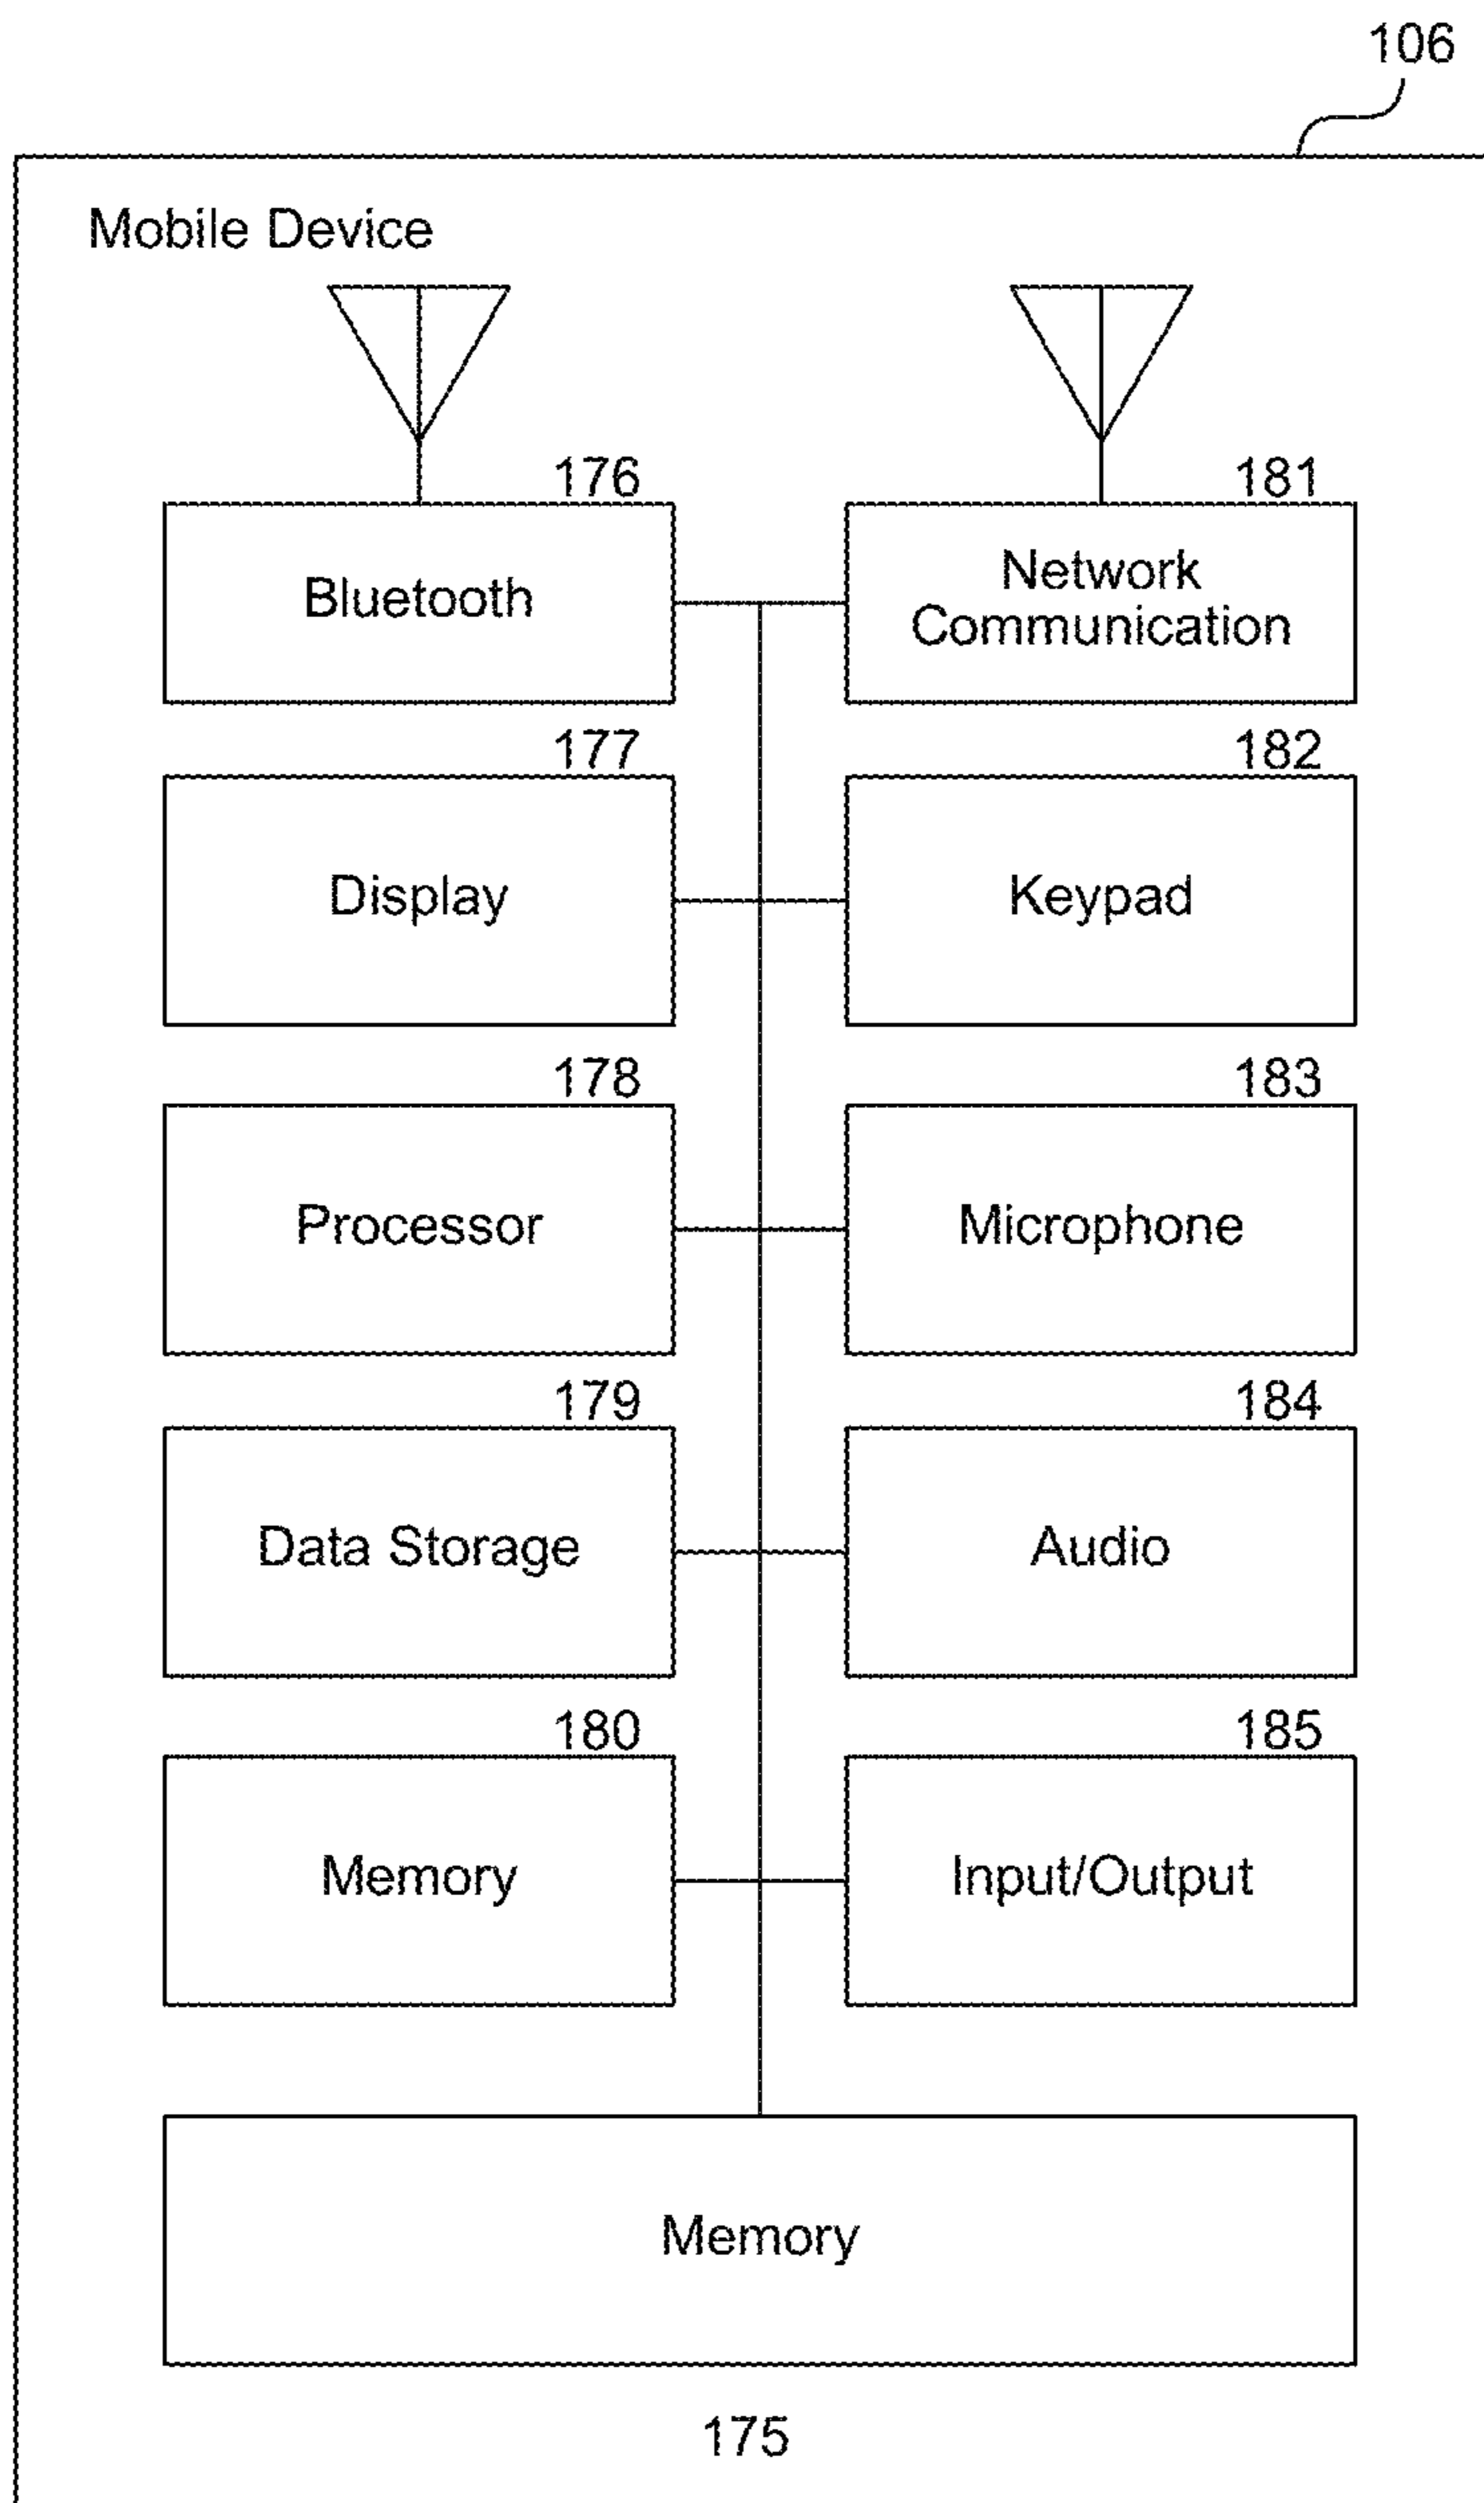 106
Mobile Device
176
181
Bluetooth
Network
Communication
177
182
Display
Keypad
178
183
Processor
Microphone
179
184
Data Storage
Audio
180
185
Memory
Input/Output
Memory
175